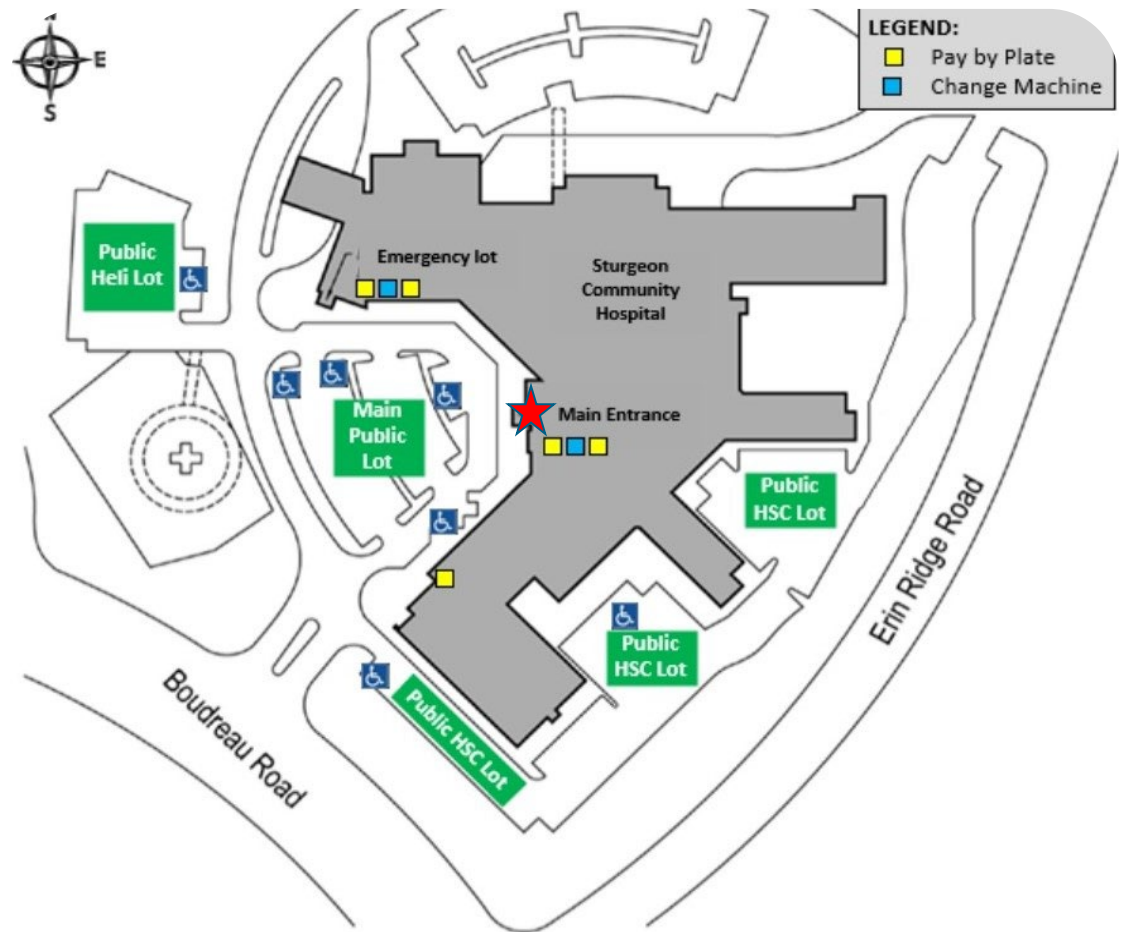 E
S
LEGEND:
Pay by Plate
Change Machine
Public
Heli Lot
Emergency lot
Sturgeon
Community
Hospital
Main
Public
Lot
Main Entrance
Public
HSC Lot
Erin Ridge Road
Public
HSC Lot
Public HSC Lot
Boudreau Road